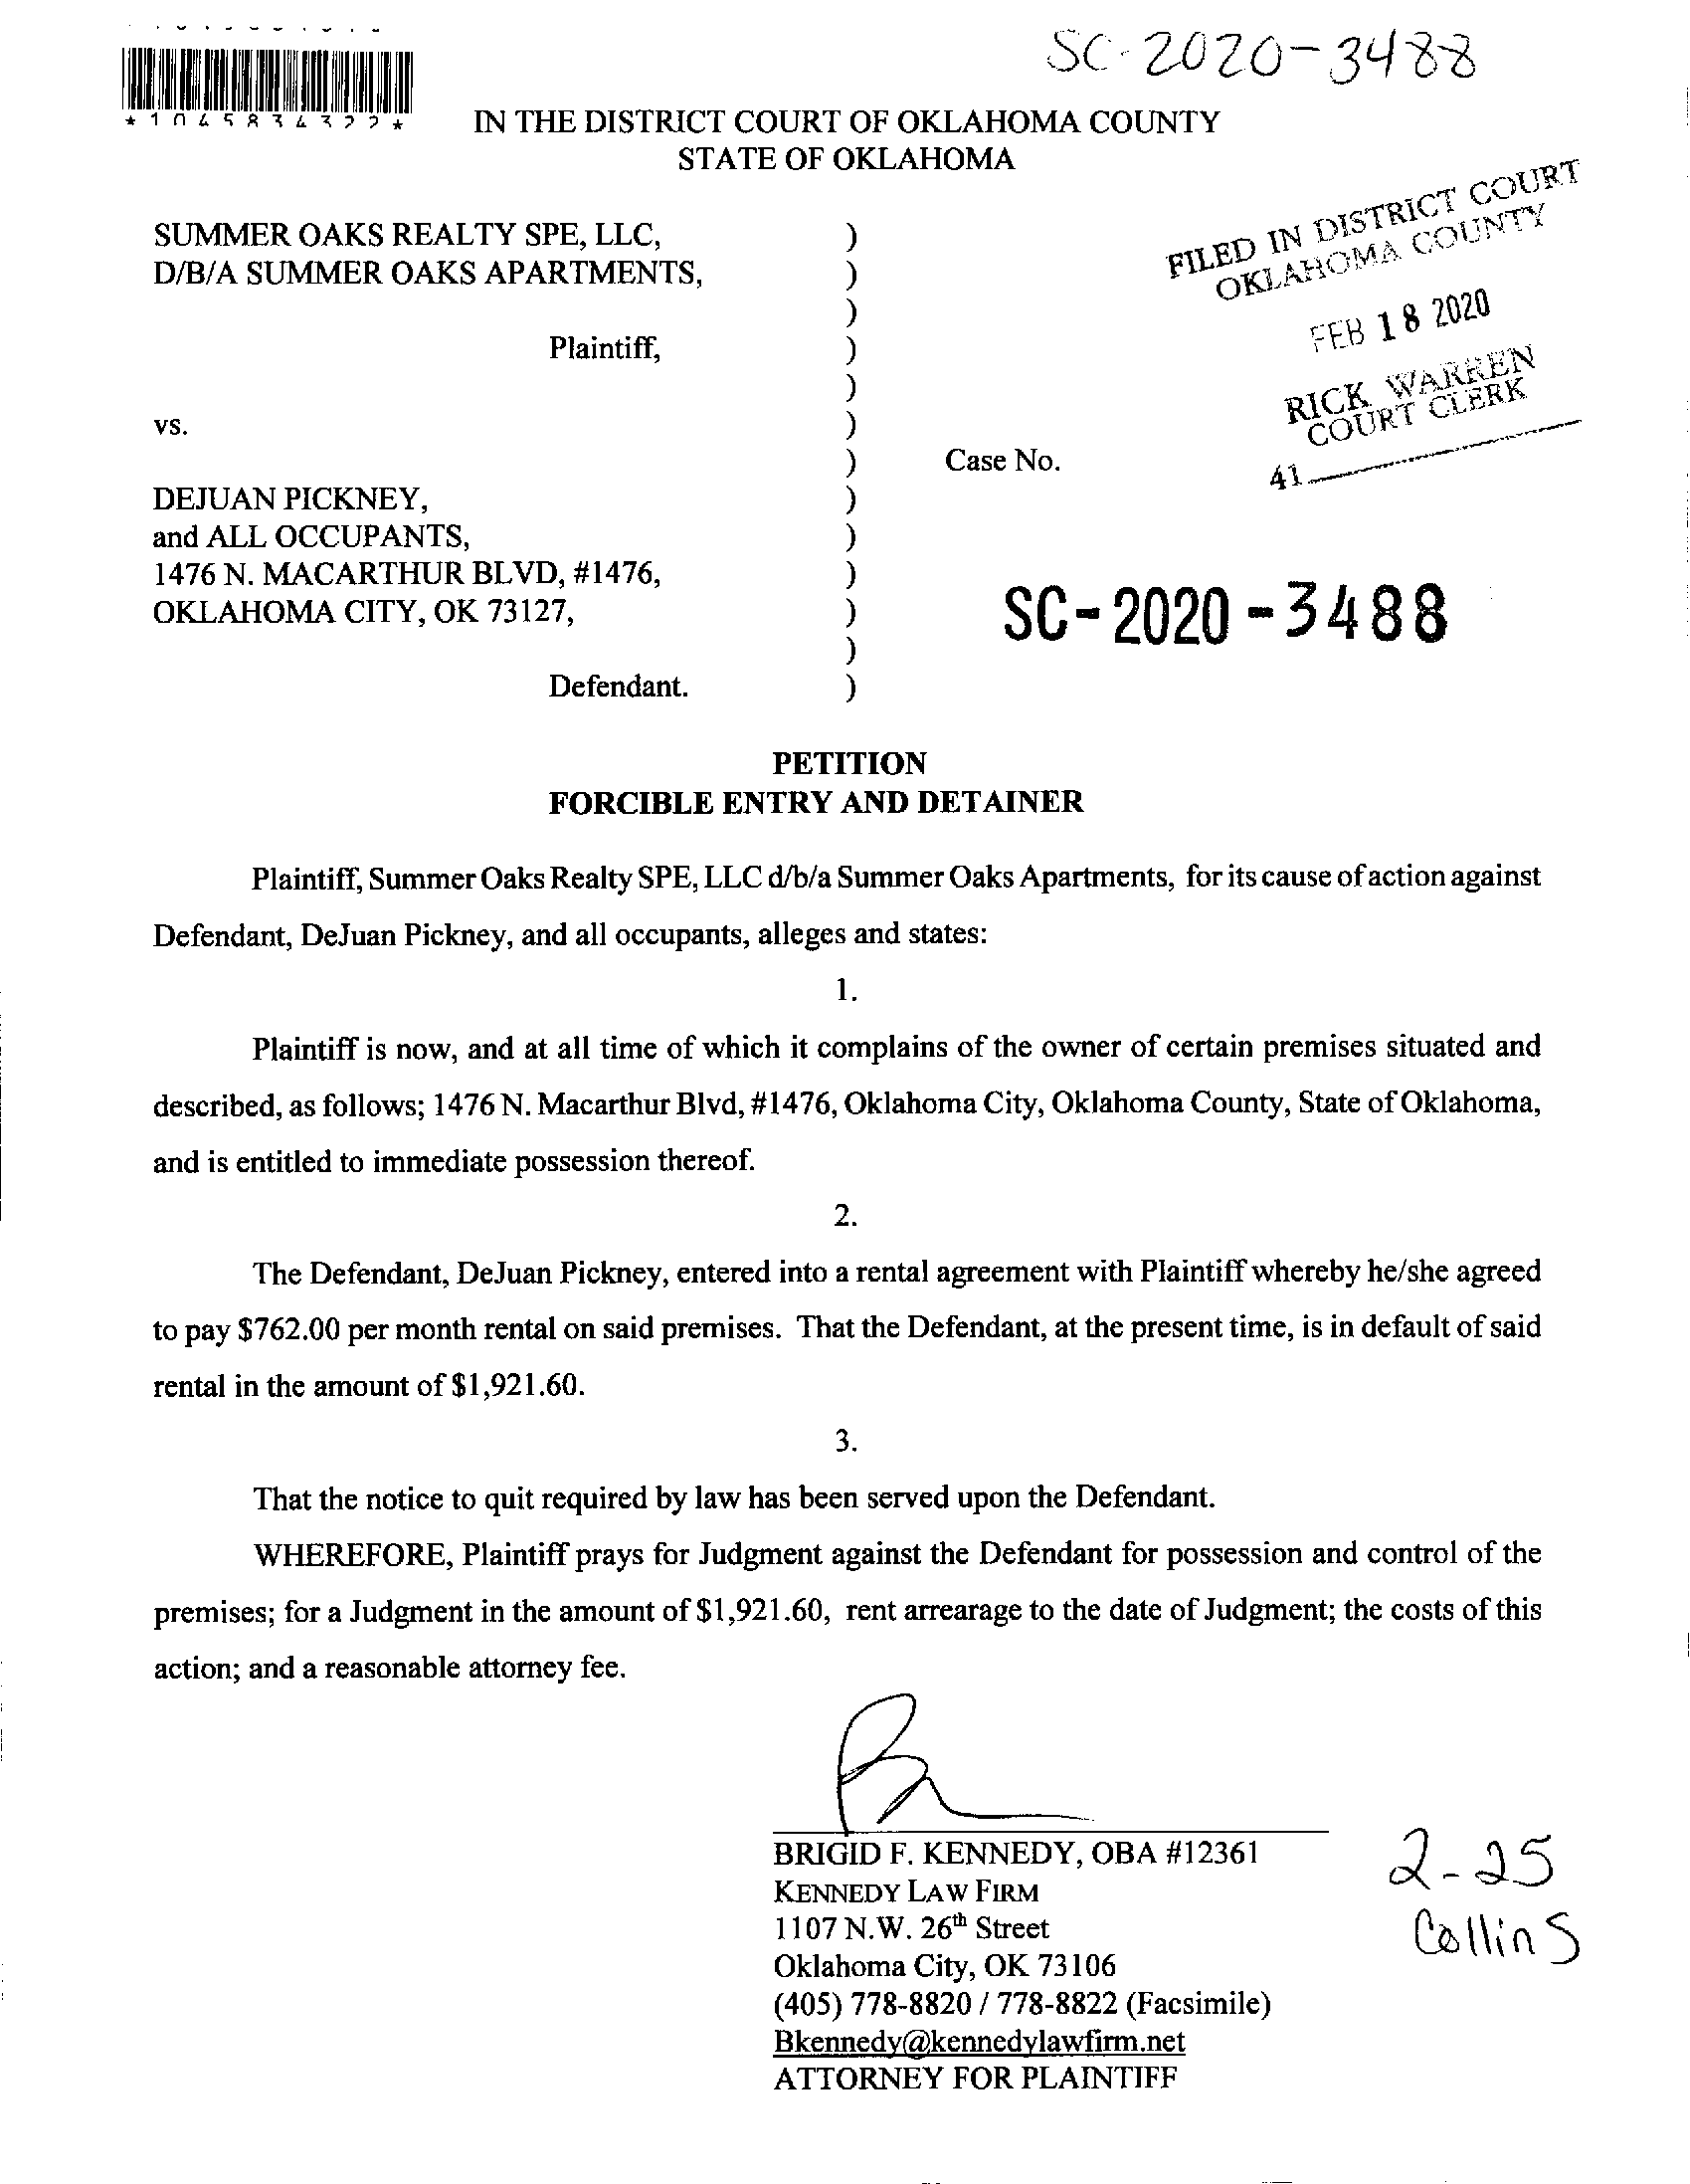 SC-2020-3488
*1045834322*
IN THE DISTRICT COURT OF OKLAHOMA COUNTY
STATE OF OKLAHOMA
FILED IN DISTRICT COURT
OKLAHOMA COUNTY
FEB 18 2020
RICK WARREN
COURT CLERK
41
SUMMER OAKS REALTY SPE, LLC, )
D/B/A SUMMER OAKS APARTMENTS, )
)
Plaintiff, )
)
vs. )
) Case No.
DEJUAN PICKNEY, )
and ALL OCCUPANTS, )
1476 N. MACARTHUR BLVD, #1476, )
OKLAHOMA CITY, OK 73127, ) SC-2020-3488
)
Defendant. )
PETITION
FORCIBLE ENTRY AND DETAINER
Plaintiff, Summer Oaks Realty SPE, LLC d/b/a Summer Oaks Apartments, for its cause of action against
Defendant, DeJuan Pickney, and all occupants, alleges and states:
1.
Plaintiff is now, and at all time of which it complains of the owner of certain premises situated and
described, as follows; 1476 N. Macarthur Blvd, #1476, Oklahoma City, Oklahoma County, State of Oklahoma,
and is entitled to immediate possession thereof.
2.
The Defendant, DeJuan Pickney, entered into a rental agreement with Plaintiff whereby he/she agreed
to pay $762.00 per month rental on said premises. That the Defendant, at the present time, is in default of said
rental in the amount of $1,921.60.
3.
That the notice to quit required by law has been served upon the Defendant.
WHEREFORE, Plaintiff prays for Judgment against the Defendant for possession and control of the
premises; for a Judgment in the amount of $1,921.60, rent arrearage to the date of Judgment; the costs of this
action; and a reasonable attorney fee.
BRIGID F. KENNEDY, OBA #12361
KENNEDY LAW FIRM
1107 N.W. 26th Street
Oklahoma City, OK 73106
(405) 778-8820 / 778-8822 (Facsimile)
Bkennedy@kennedylawfirm.net
ATTORNEY FOR PLAINTIFF
2-25
Collins